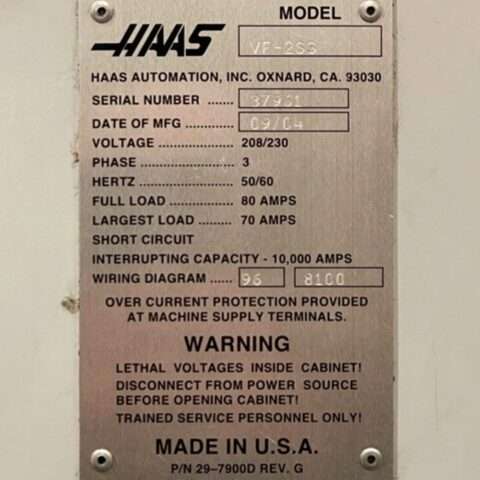 MODEL
HAAS VF-2SS
HAAS AUTOMATION, INC. OXNARD, CA. 93030
SERIAL NUMBER ....... 37961
DATE OF MFG ............. 09/04
VOLTAGE .................... 208/230
PHASE ........................ 3
HERTZ ........................ 50/60
FULL LOAD ................. 80 AMPS
LARGEST LOAD ......... 70 AMPS
SHORT CIRCUIT
INTERRUPTING CAPACITY - 10,000 AMPS
WIRING DIAGRAM ...... 96 8100
OVER CURRENT PROTECTION PROVIDED
AT MACHINE SUPPLY TERMINALS.
WARNING
LETHAL VOLTAGES INSIDE CABINET!
DISCONNECT FROM POWER SOURCE
BEFORE OPENING CABINET!
TRAINED SERVICE PERSONNEL ONLY!
MADE IN U.S.A.
P/N 29-7900D REV. G